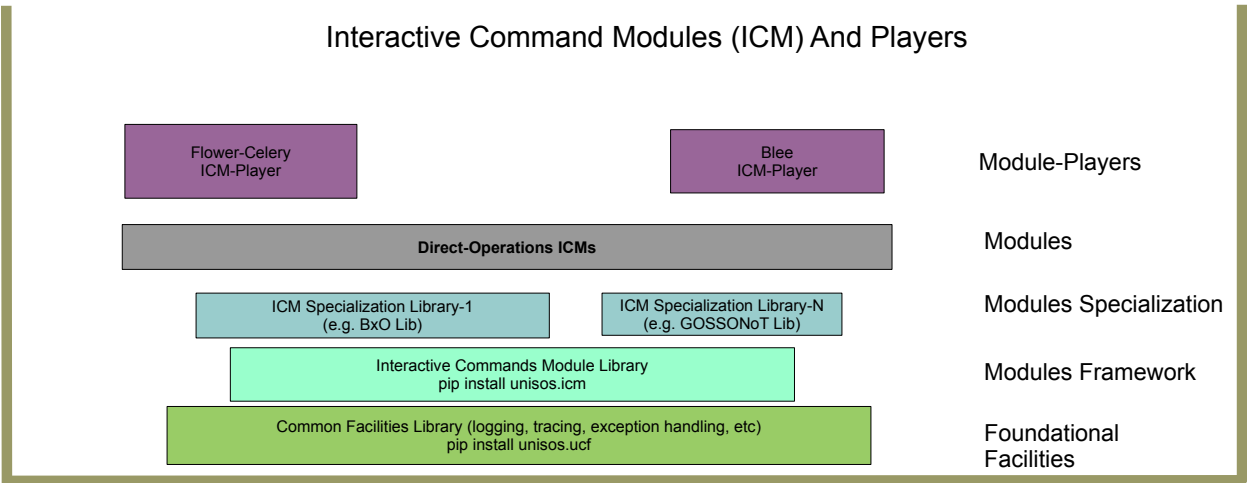 Interactive Command Modules (ICM) And Players
Flower-Celery
ICM-Player
Blee
ICM-Player
Module-Players
Direct-Operations ICMs
Modules
ICM Specialization Library-1
(e.g. BxO Lib)
ICM Specialization Library-N
(e.g. GOSSONoT Lib)
Modules Specialization
Interactive Commands Module Library
pip install unisos.icm
Modules Framework
Common Facilities Library (logging, tracing, exception handling, etc)
pip install unisos.ucf
Foundational
Facilities